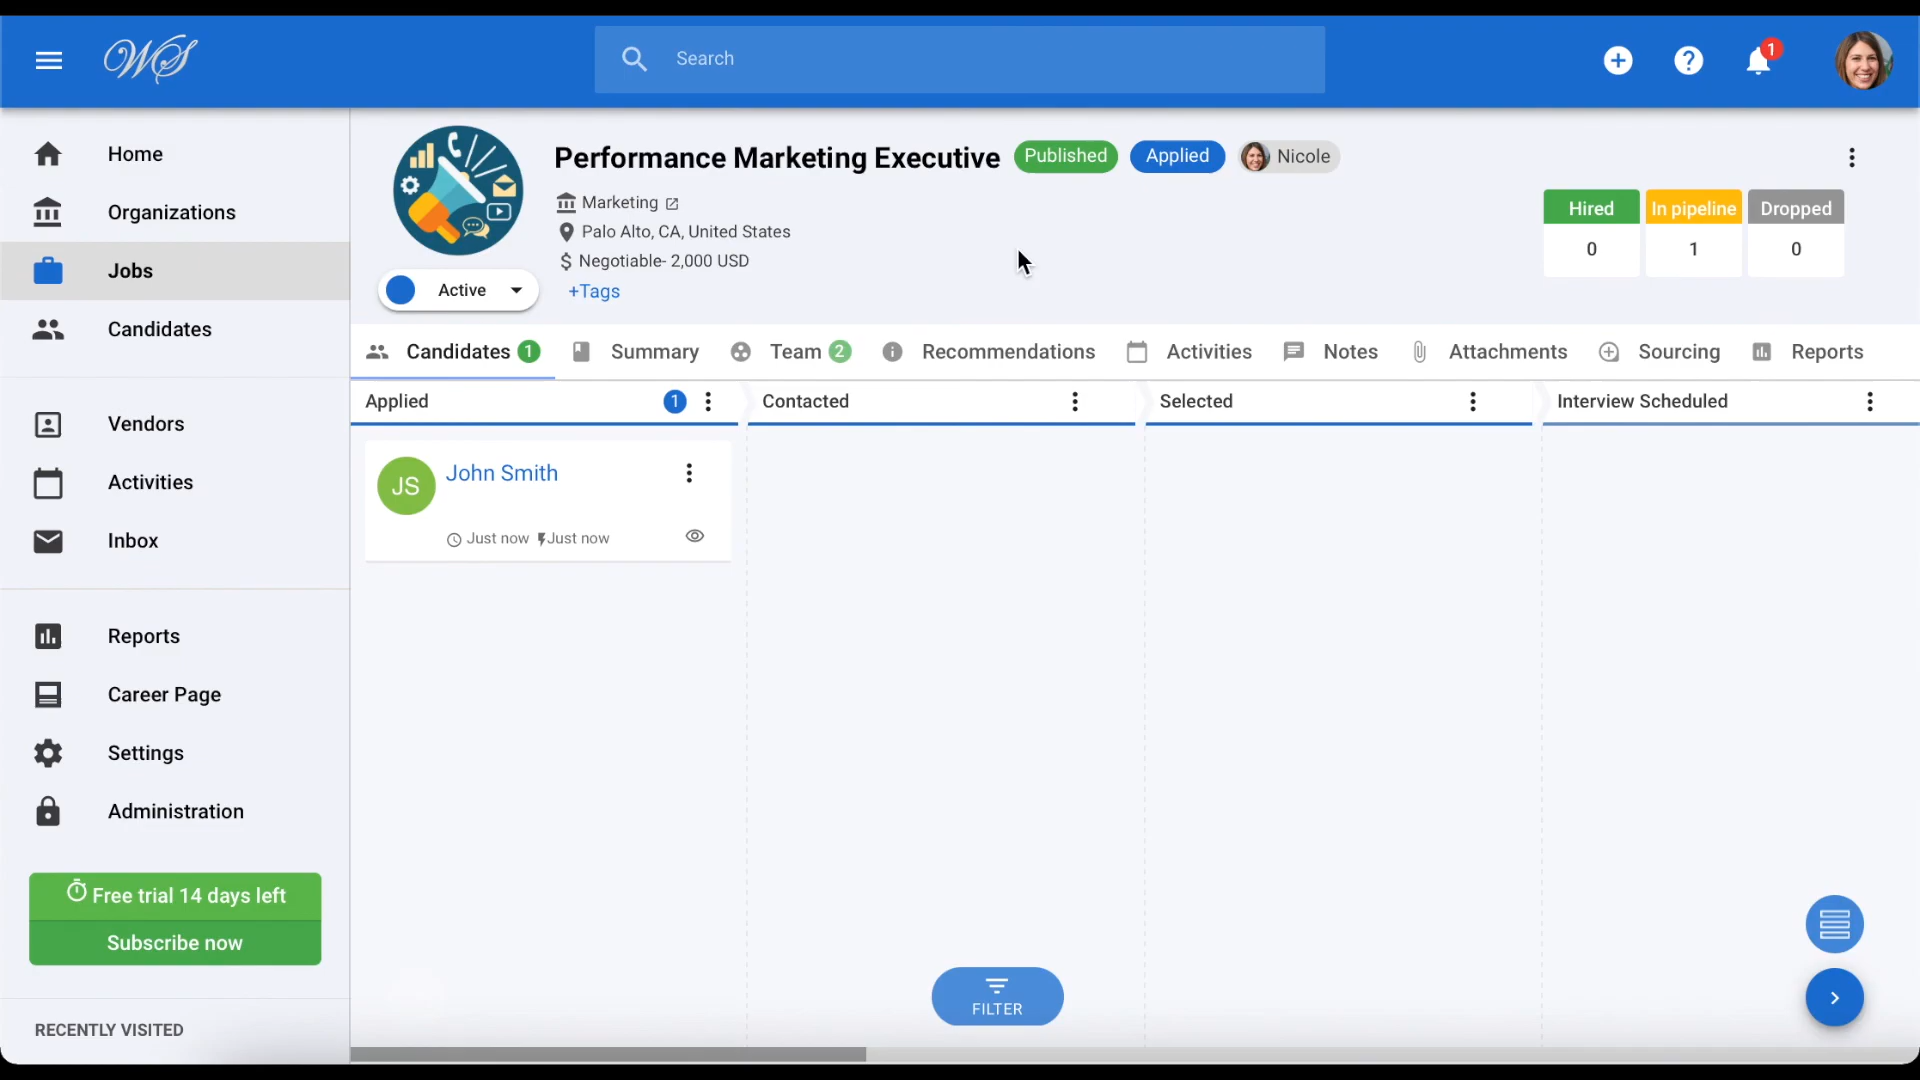 WS
Search
1
Home
Organizations
Jobs
Candidates
Vendors
Activities
Inbox
Reports
Career Page
Settings
Administration
Free trial 14 days left
Subscribe now
RECENTLY VISITED
Performance Marketing Executive Published Applied Nicole
Marketing
Palo Alto, CA, United States
$ Negotiable- 2,000 USD
+Tags
Active
Hired In pipeline Dropped
0 1 0
Candidates 1 Summary Team 2 Recommendations Activities Notes Attachments Sourcing Reports
Applied 1 Contacted Selected Interview Scheduled
JS John Smith
Just now Just now
FILTER